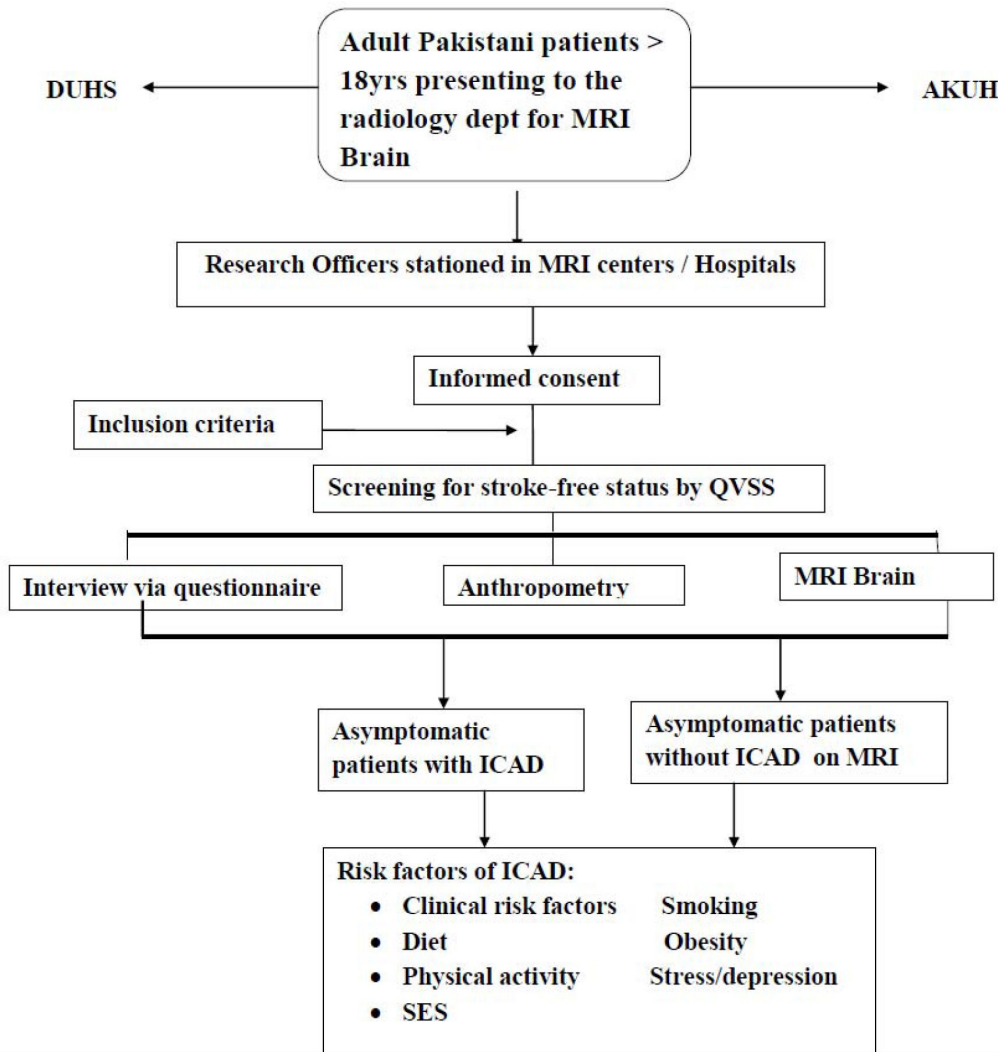 Adult Pakistani patients >
18yrs presenting to the
radiology dept for MRI
Brain
DUHS
AKUH
Research Officers stationed in MRI centers / Hospitals
Informed consent
Inclusion criteria
Screening for stroke-free status by QVSS
Interview via questionnaire
Anthropometry
MRI Brain
Asymptomatic
patients with ICAD
Asymptomatic patients
without ICAD on MRI
Risk factors of ICAD:
• Clinical risk factors Smoking
• Diet Obesity
• Physical activity Stress/depression
• SES